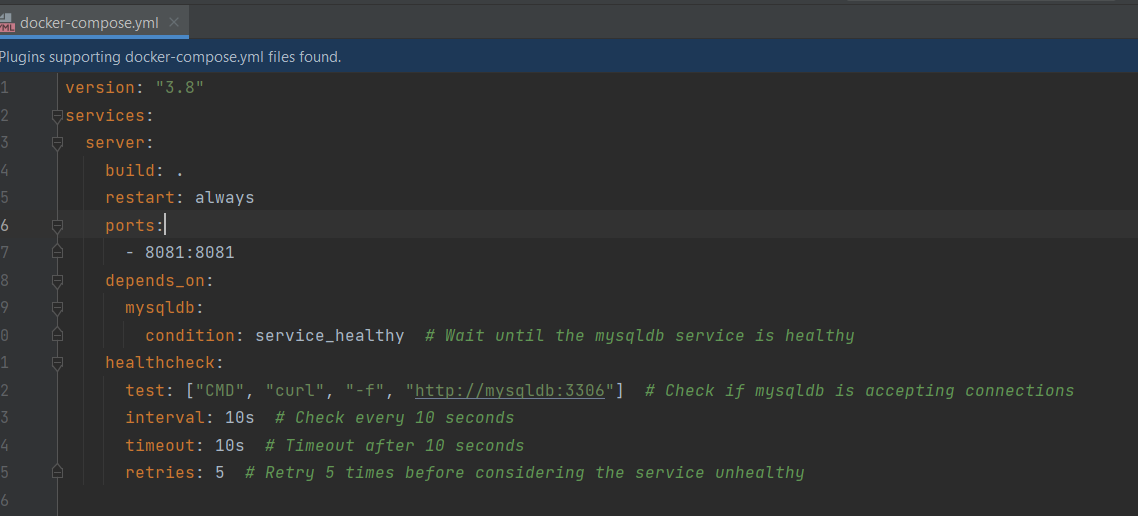 docker-compose.yml
Plugins supporting docker-compose.yml files found.
1 version: "3.8"
2 services:
3 server:
4 build: .
5 restart: always
6 ports:
7 - 8081:8081
8 depends_on:
9 mysqldb:
0 condition: service_healthy # Wait until the mysqldb service is healthy
1 healthcheck:
2 test: ["CMD", "curl", "-f", "http://mysqldb:3306"] # Check if mysqldb is accepting connections
3 interval: 10s # Check every 10 seconds
4 timeout: 10s # Timeout after 10 seconds
5 retries: 5 # Retry 5 times before considering the service unhealthy
6